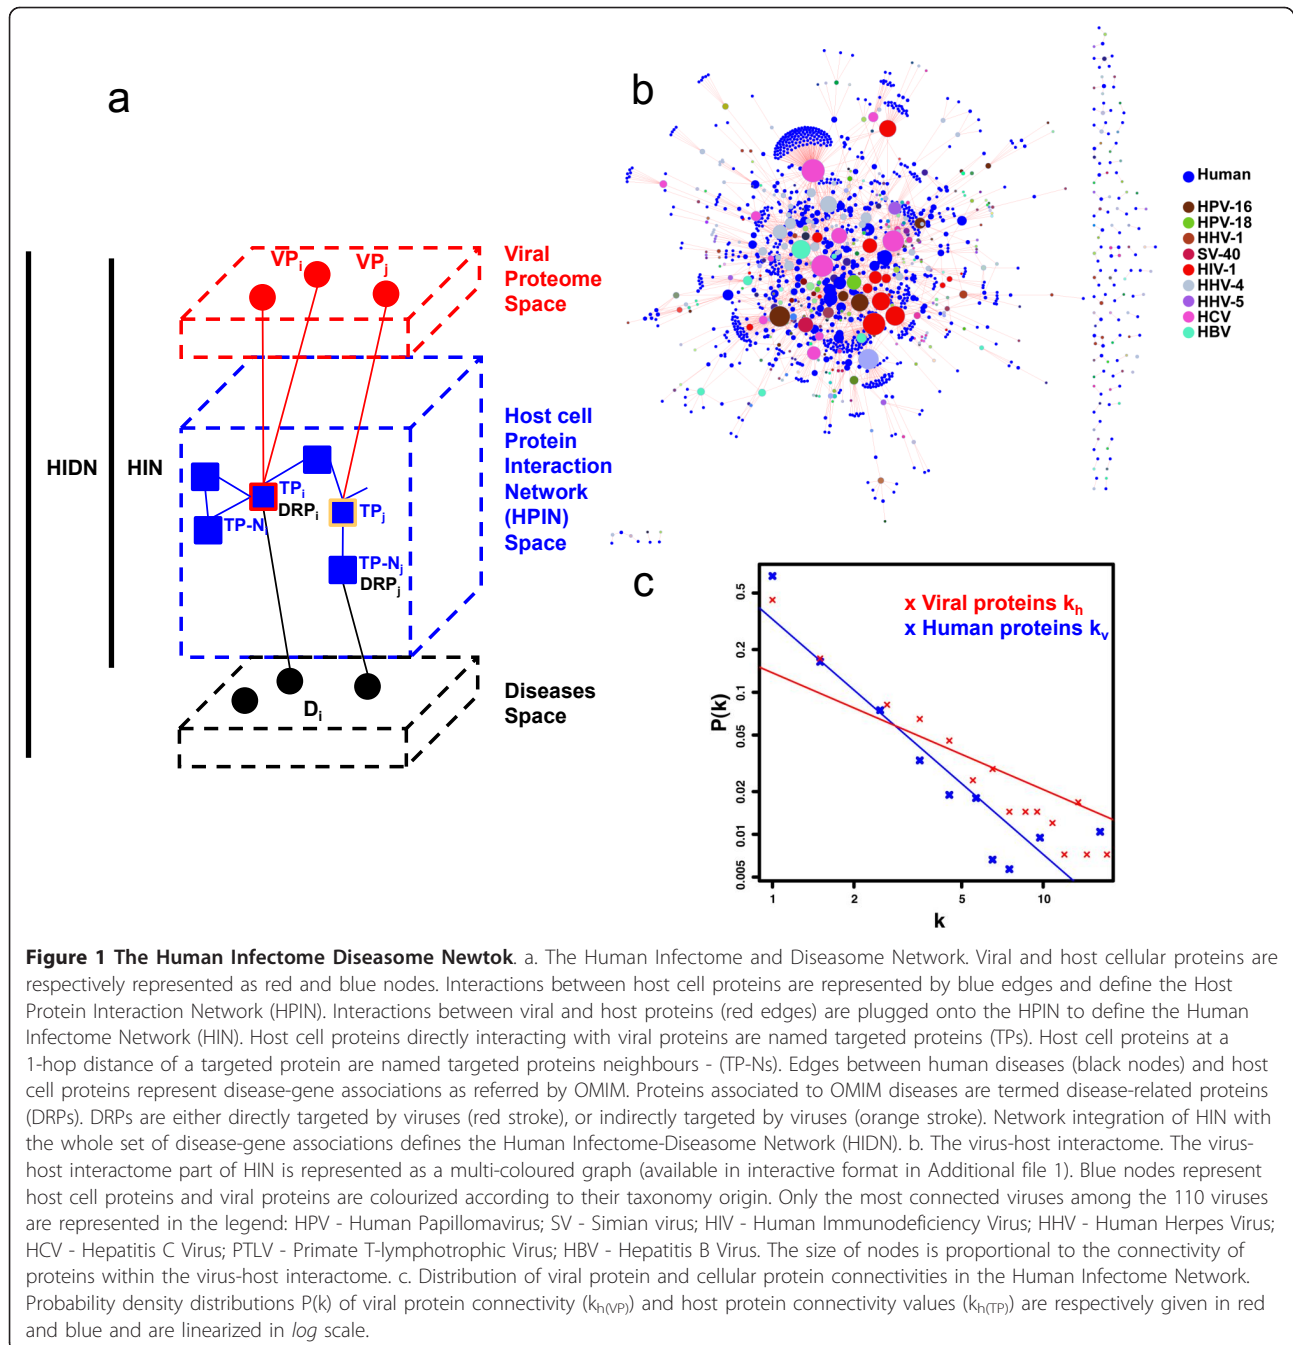 a
VPi
VPj
Viral
Proteome
Space
HIDN
HIN
TPi
DRPi
TP-Ni
TPj
TP-Nj
DRPj
Host cell
Protein
Interaction
Network
(HPIN)
Space
Di
Diseases
Space
b
Human
HPV-16
HPV-18
HHV-1
SV-40
HIV-1
HHV-4
HHV-5
HCV
HBV
c
x Viral proteins kh
x Human proteins kv
P(k)
0.5
0.2
0.1
0.05
0.02
0.01
0.005
1
2
5
10
k
Figure 1 The Human Infectome Diseasome Newtok. a. The Human Infectome and Diseasome Network. Viral and host cellular proteins are
respectively represented as red and blue nodes. Interactions between host cell proteins are represented by blue edges and define the Host
Protein Interaction Network (HPIN). Interactions between viral and host proteins (red edges) are plugged onto the HPIN to define the Human
Infectome Network (HIN). Host cell proteins directly interacting with viral proteins are named targeted proteins (TPs). Host cell proteins at a
1-hop distance of a targeted protein are named targeted proteins neighbours - (TP-Ns). Edges between human diseases (black nodes) and host
cell proteins represent disease-gene associations as referred by OMIM. Proteins associated to OMIM diseases are termed disease-related proteins
(DRPs). DRPs are either directly targeted by viruses (red stroke), or indirectly targeted by viruses (orange stroke). Network integration of HIN with
the whole set of disease-gene associations defines the Human Infectome-Diseasome Network (HIDN). b. The virus-host interactome. The virus-
host interactome part of HIN is represented as a multi-coloured graph (available in interactive format in Additional file 1). Blue nodes represent
host cell proteins and viral proteins are colourized according to their taxonomy origin. Only the most connected viruses among the 110 viruses
are represented in the legend: HPV - Human Papillomavirus; SV - Simian virus; HIV - Human Immunodeficiency Virus; HHV - Human Herpes Virus;
HCV - Hepatitis C Virus; PTLV - Primate T-lymphotrophic Virus; HBV - Hepatitis B Virus. The size of nodes is proportional to the connectivity of
proteins within the virus-host interactome. c. Distribution of viral protein and cellular protein connectivities in the Human Infectome Network.
Probability density distributions P(k) of viral protein connectivity (kh(VP)) and host protein connectivity values (kh(TP)) are respectively given in red
and blue and are linearized in log scale.